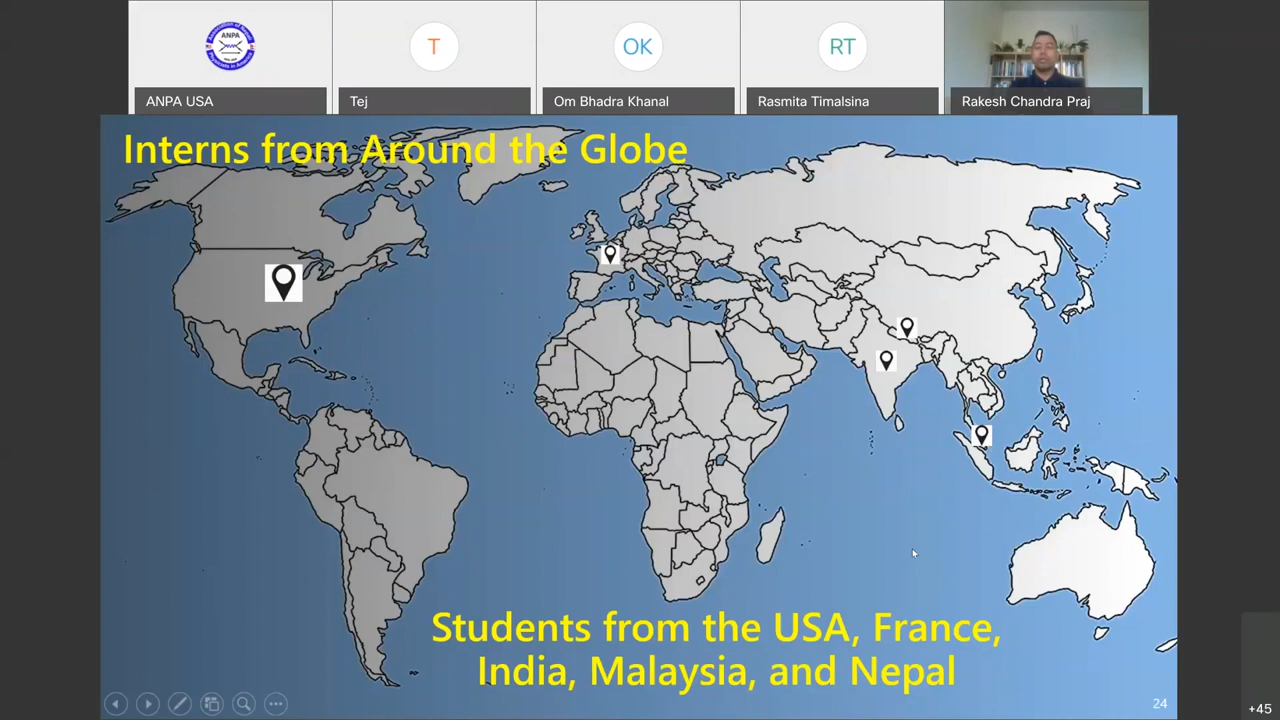 ANPA
T
OK
RT
ANPA USA
Tej
Om Bhadra Khanal
Rasmita Timalsina
Rakesh Chandra Praj
Interns from Around the Globe
Students from the USA, France,
India, Malaysia, and Nepal
24
+45